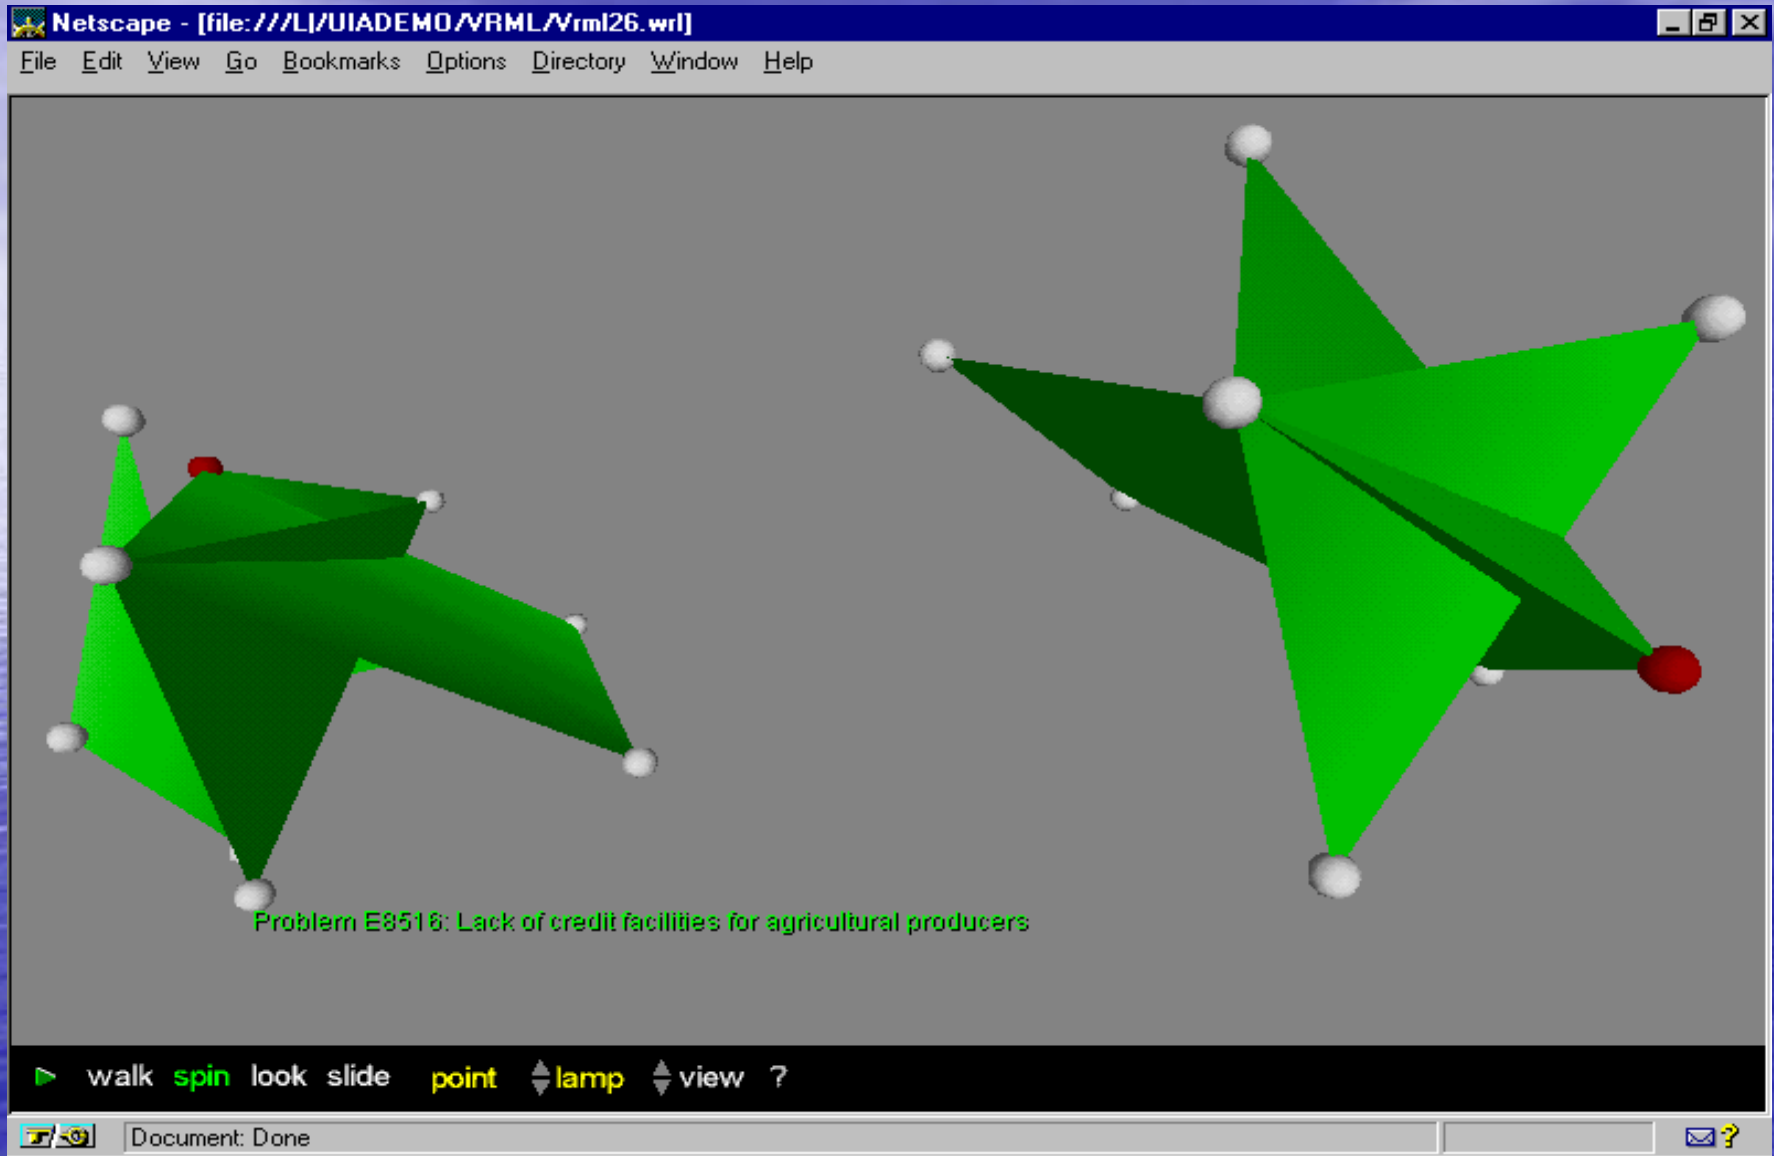 Netscape - [file:///L|/UIADEMO/VRML/Vrml26.wrl]
File Edit View Go Bookmarks Options Directory Window Help
Problem E8516: Lack of credit facilities for agricultural producers
walk spin look slide point lamp view ?
Document: Done